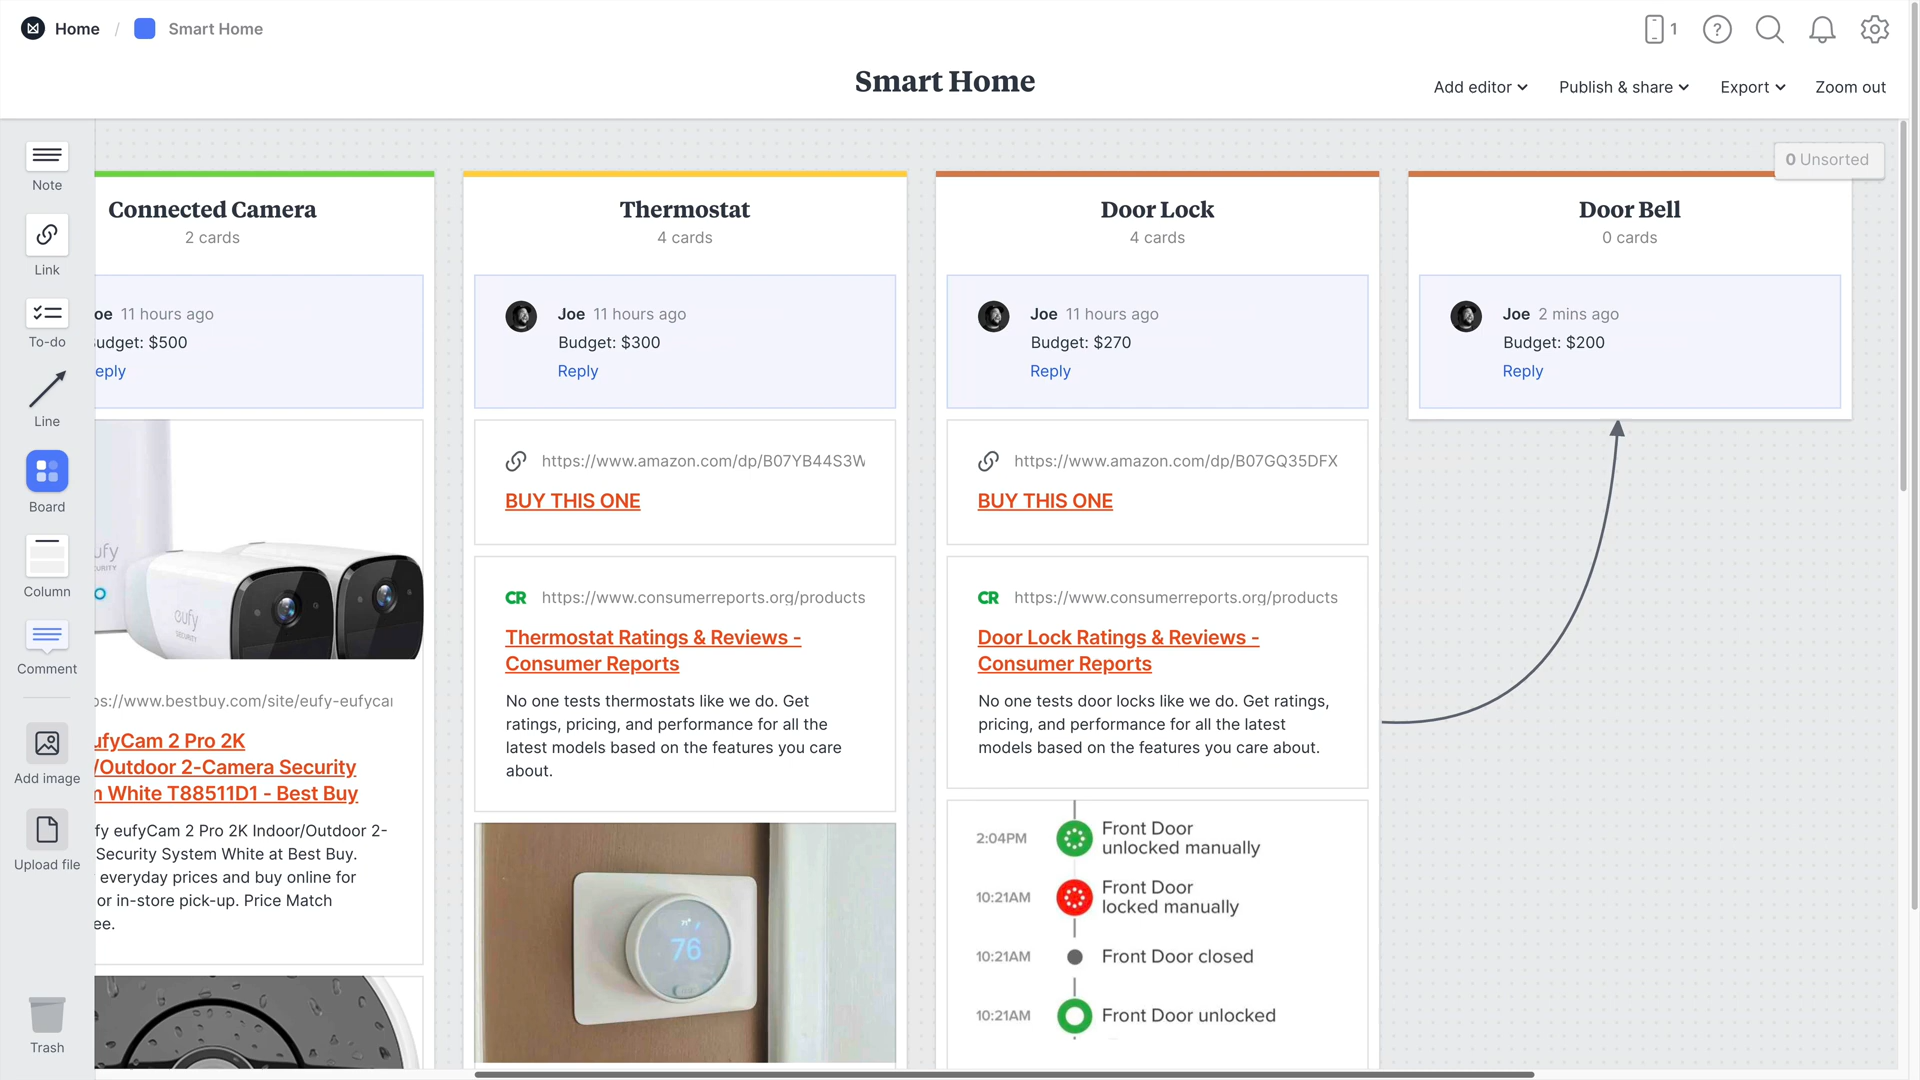 Home / Smart Home
1
Smart Home
Add editor
Publish & share
Export
Zoom out
0 Unsorted
Note
Link
To-do
Line
Board
Column
Comment
Add image
Upload file
Trash
Connected Camera
2 cards
oe 11 hours ago
udget: $500
eply
ufy
eufy
SECURITY
ps://www.bestbuy.com/site/eufy-eufycar
ufyCam 2 Pro 2K
/Outdoor 2-Camera Security
m White T88511D1 - Best Buy
fy eufyCam 2 Pro 2K Indoor/Outdoor 2-
Security System White at Best Buy.
everyday prices and buy online for
or in-store pick-up. Price Match
ee.
Thermostat
4 cards
Joe 11 hours ago
Budget: $300
Reply
https://www.amazon.com/dp/B07YB44S3W
BUY THIS ONE
CR https://www.consumerreports.org/products
Thermostat Ratings & Reviews -
Consumer Reports
No one tests thermostats like we do. Get
ratings, pricing, and performance for all the
latest models based on the features you care
about.
76
Door Lock
4 cards
Joe 11 hours ago
Budget: $270
Reply
https://www.amazon.com/dp/B07GQ35DFX
BUY THIS ONE
CR https://www.consumerreports.org/products
Door Lock Ratings & Reviews -
Consumer Reports
No one tests door locks like we do. Get ratings,
pricing, and performance for all the latest
models based on the features you care about.
2:04PM Front Door
unlocked manually
10:21AM Front Door
locked manually
10:21AM Front Door closed
10:21AM Front Door unlocked
Door Bell
0 cards
Joe 2 mins ago
Budget: $200
Reply